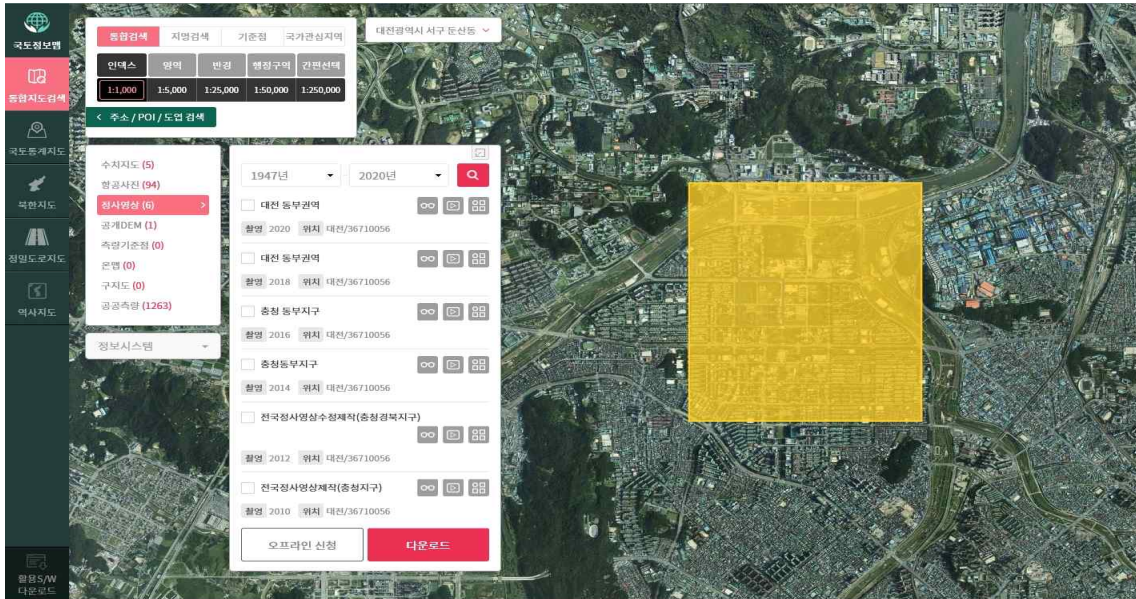 국토정보맵
통합지도검색
국토통계지도
북한지도
정밀도로지도
역사지도
활용S/W
다운로드
통합검색 지명검색 기준점 국가관심지역
인덱스 영역 반경 행정구역 간편선택
1:1,000 1:5,000 1:25,000 1:50,000 1:250,000
< 주소 / POI / 도엽 검색
대전광역시 서구 둔산동
수치지도 (5)
항공사진 (94)
정사영상 (6) >
공개DEM (1)
측량기준점 (0)
온맵 (0)
구지도 (0)
공공측량 (1263)
정보시스템
1947년 - 2020년
대전 동부권역
촬영 2020 위치 대전/36710056
대전 동부권역
촬영 2018 위치 대전/36710056
충청 동부지구
촬영 2016 위치 대전/36710056
충청동부지구
촬영 2014 위치 대전/36710056
전국정사영상수정제작(충청경북지구)
촬영 2012 위치 대전/36710056
전국정사영상제작(충청지구)
촬영 2010 위치 대전/36710056
오프라인 신청 다운로드